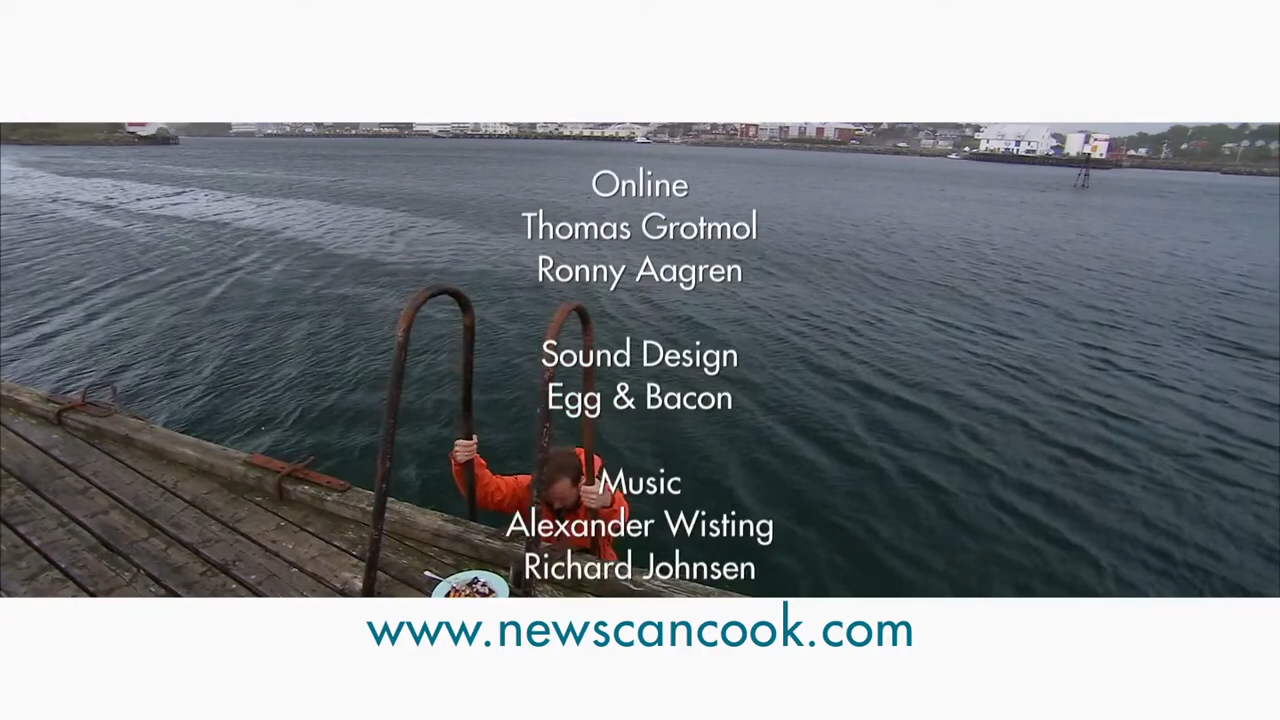 Online
Thomas Grotmol
Ronny Aagren
Sound Design
Egg & Bacon
Music
Alexander Wisting
Richard Johnsen
www.newscancook.com